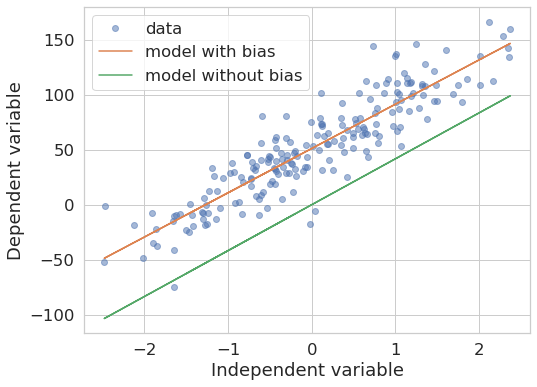 data
model with bias
model without bias
150
100
50
0
−50
−100
Dependent variable
−2
−1
0
1
2
Independent variable